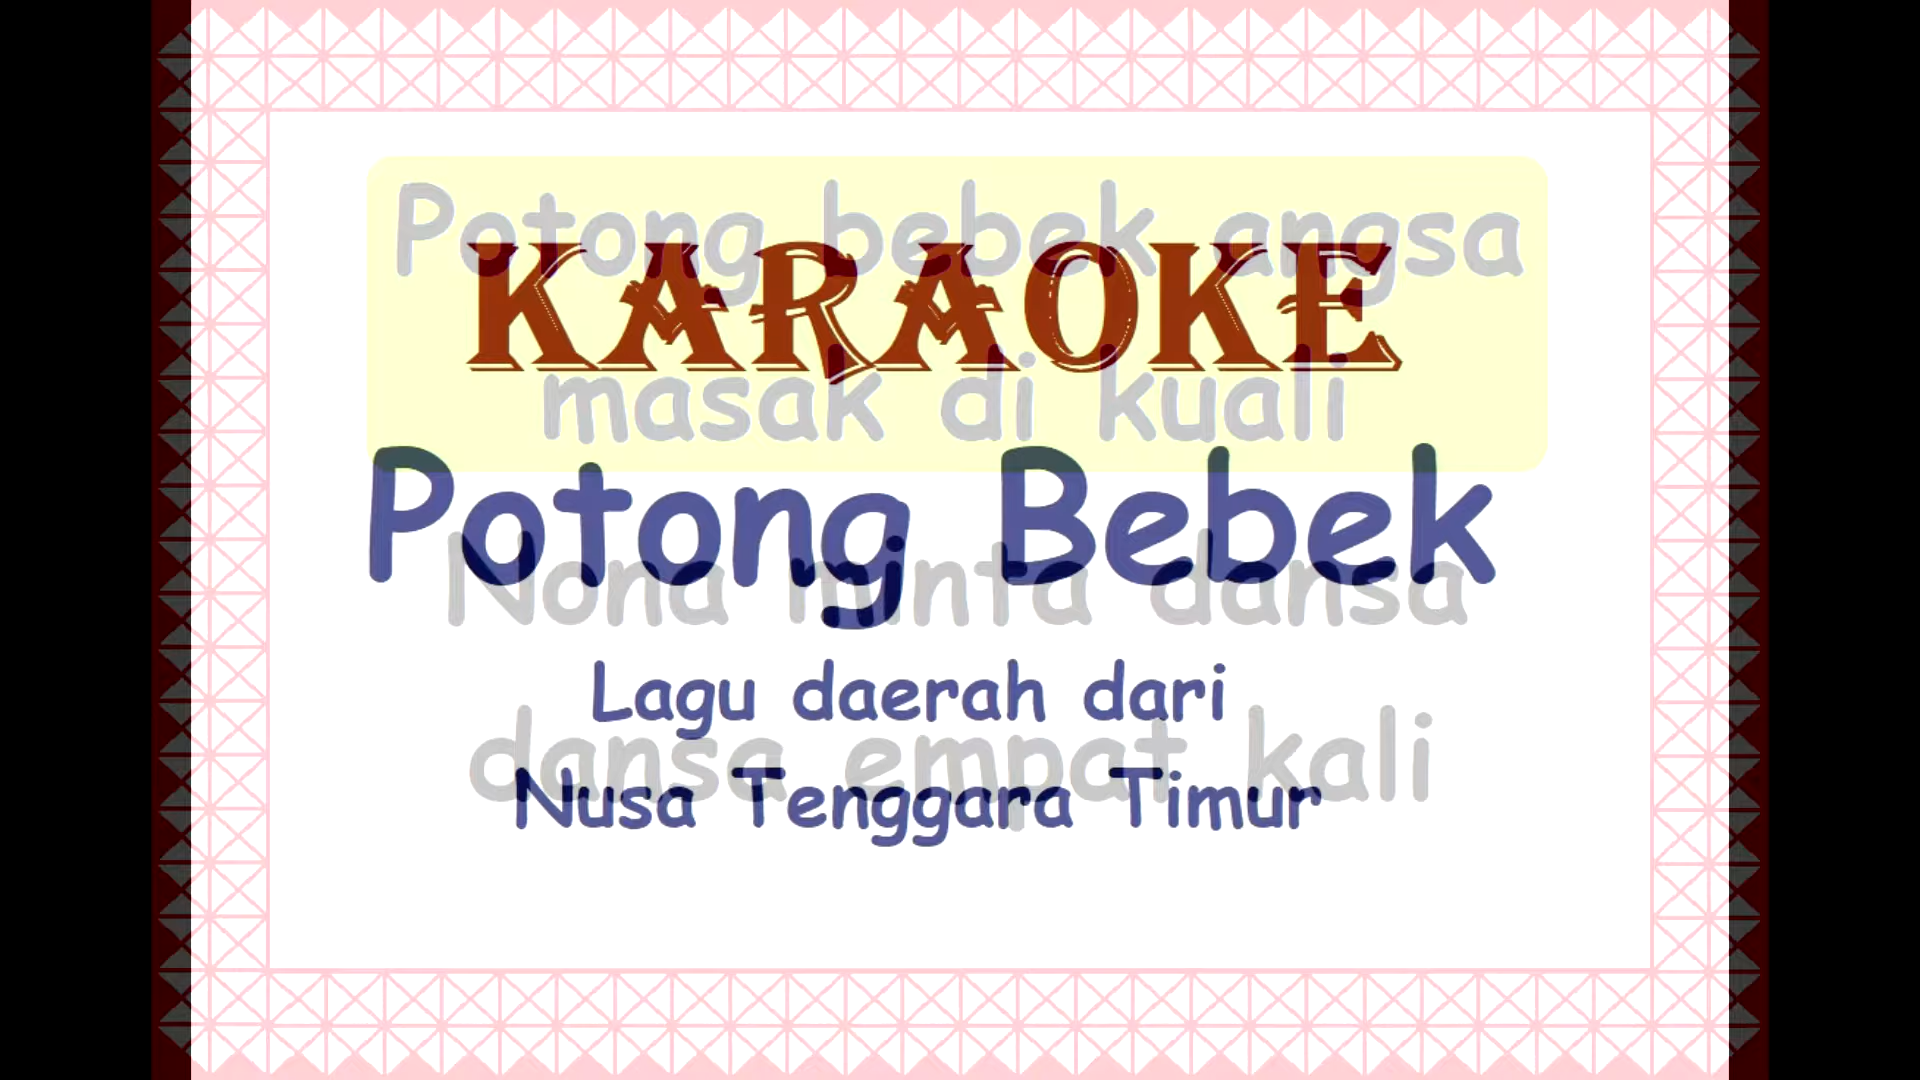 Potong bebek angsa
KARAOKE
masak di kuali
Potong Bebek
Nona minta dansa
Lagu daerah dari
dansa empat kali
Nusa Tenggara Timur